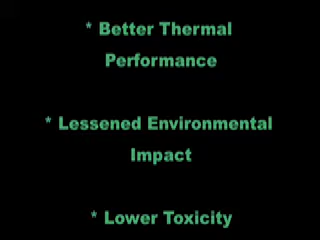 * Better Thermal
Performance
* Lessened Environmental
Impact
* Lower Toxicity